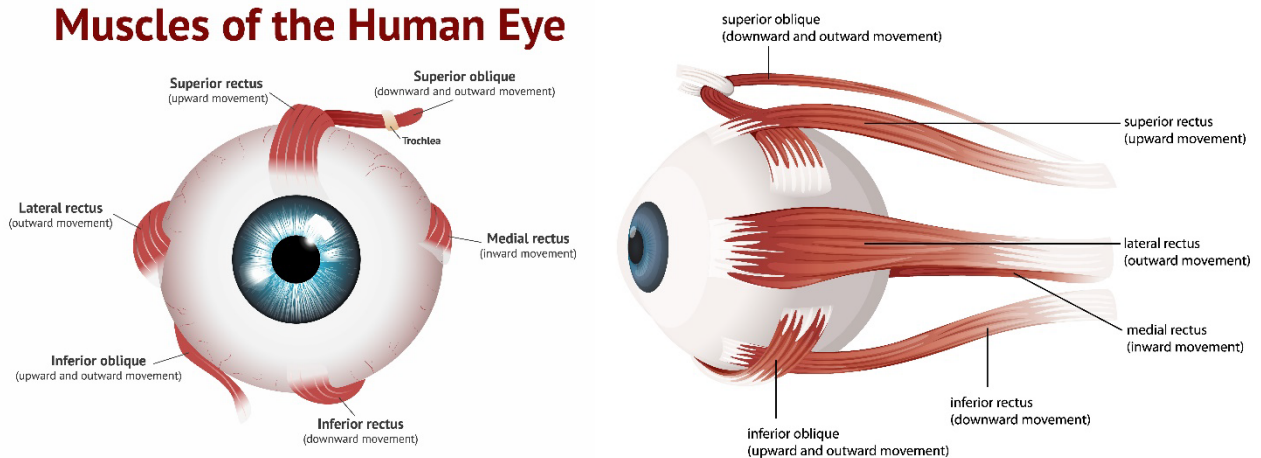 Muscles of the Human Eye
Superior rectus
(upward movement)
Superior oblique
(downward and outward movement)
Trochlea
Lateral rectus
(outward movement)
Medial rectus
(inward movement)
Inferior oblique
(upward and outward movement)
Inferior rectus
(downward movement)
superior oblique
(downward and outward movement)
superior rectus
(upward movement)
lateral rectus
(outward movement)
medial rectus
(inward movement)
inferior rectus
(downward movement)
inferior oblique
(upward and outward movement)